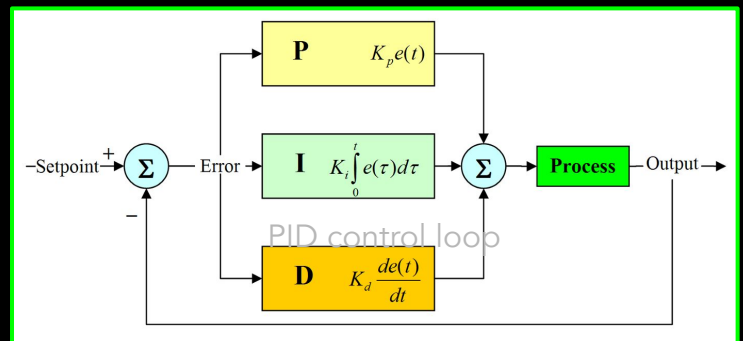 P K_p e(t)
Setpoint + Σ Error I K_i ∫_0^t e(τ)dτ Σ Process Output
−
PID control loop
D K_d de(t)/dt